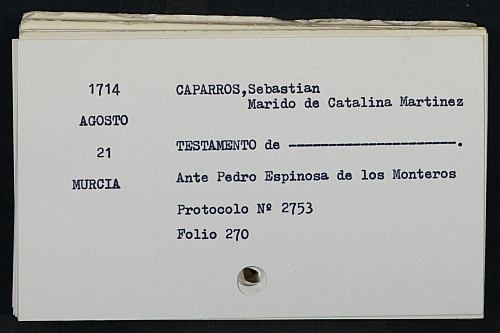 1714 CAPARROS,Sebastian
Marido de Catalina Martinez
AGOSTO
21 TESTAMENTO de ---------------------.
MURCIA Ante Pedro Espinosa de los Monteros
Protocolo Nº 2753
Folio 270